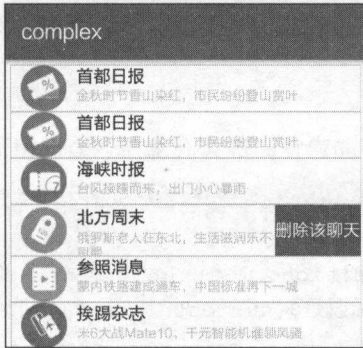 complex
首都日报
金秋时节香山染红，市民纷纷登山赏叶
首都日报
金秋时节香山染红，市民纷纷登山赏叶
海峡时报
台风接踵而来，出门小心暴雨
北方周末
俄罗斯老人在东北，生活滋润乐不
删除该聊天
思蜀
参照消息
蒙内铁路建成通车，中国标准再下一城
挨踢杂志
米6大战Mate10，千元智能机谁领风骚